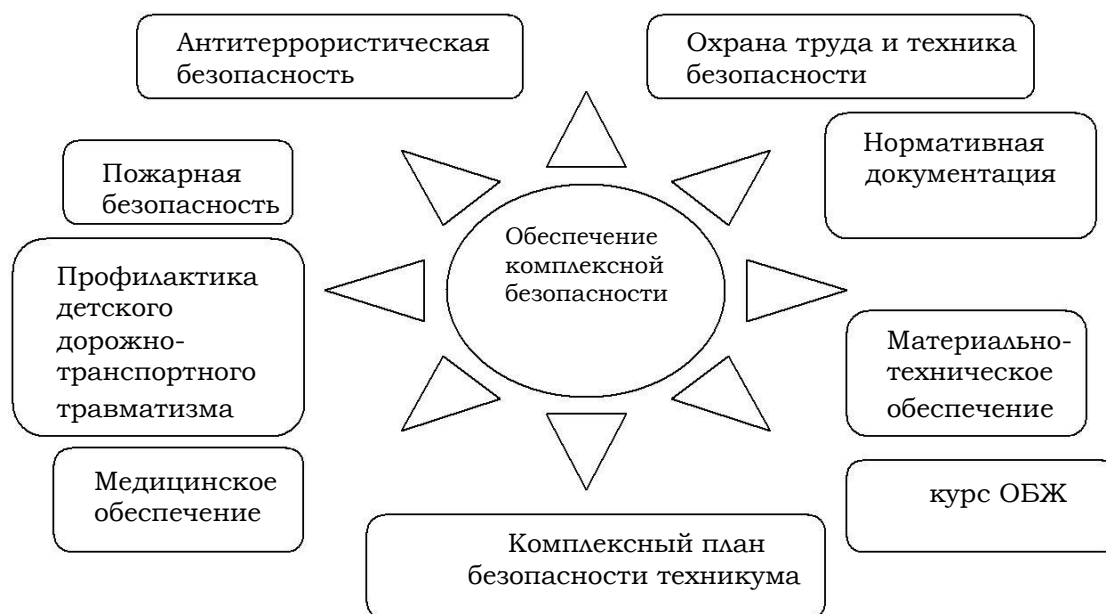 Антитеррористическая
безопасность
Охрана труда и техника
безопасности
Пожарная
безопасность
Нормативная
документация
Обеспечение
комплексной
безопасности
Профилактика
детского
дорожно-
транспортного
травматизма
Материально-
техническое
обеспечение
Медицинское
обеспечение
курс ОБЖ
Комплексный план
безопасности техникума